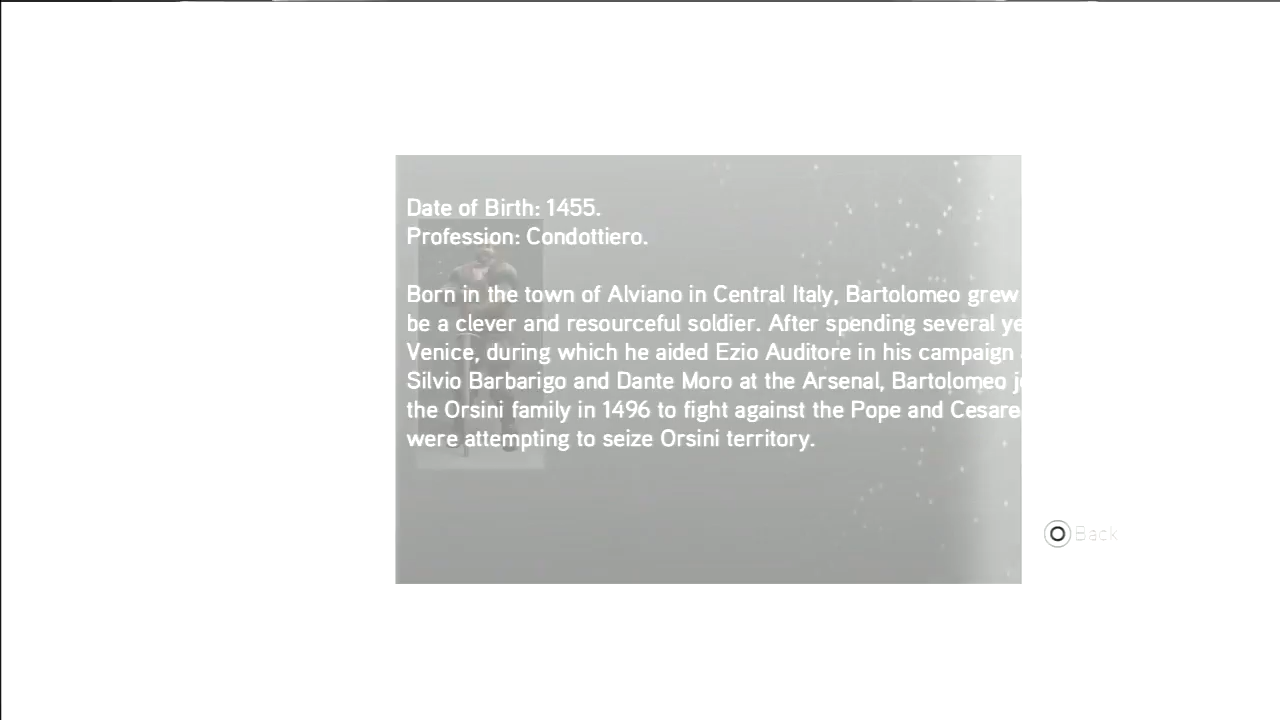 Date of Birth: 1455.
Profession: Condottiero.
Born in the town of Alviano in Central Italy, Bartolomeo grew
be a clever and resourceful soldier. After spending several ye
Venice, during which he aided Ezio Auditore in his campaign
Silvio Barbarigo and Dante Moro at the Arsenal, Bartolomeo j
the Orsini family in 1496 to fight against the Pope and Cesare
were attempting to seize Orsini territory.
Back